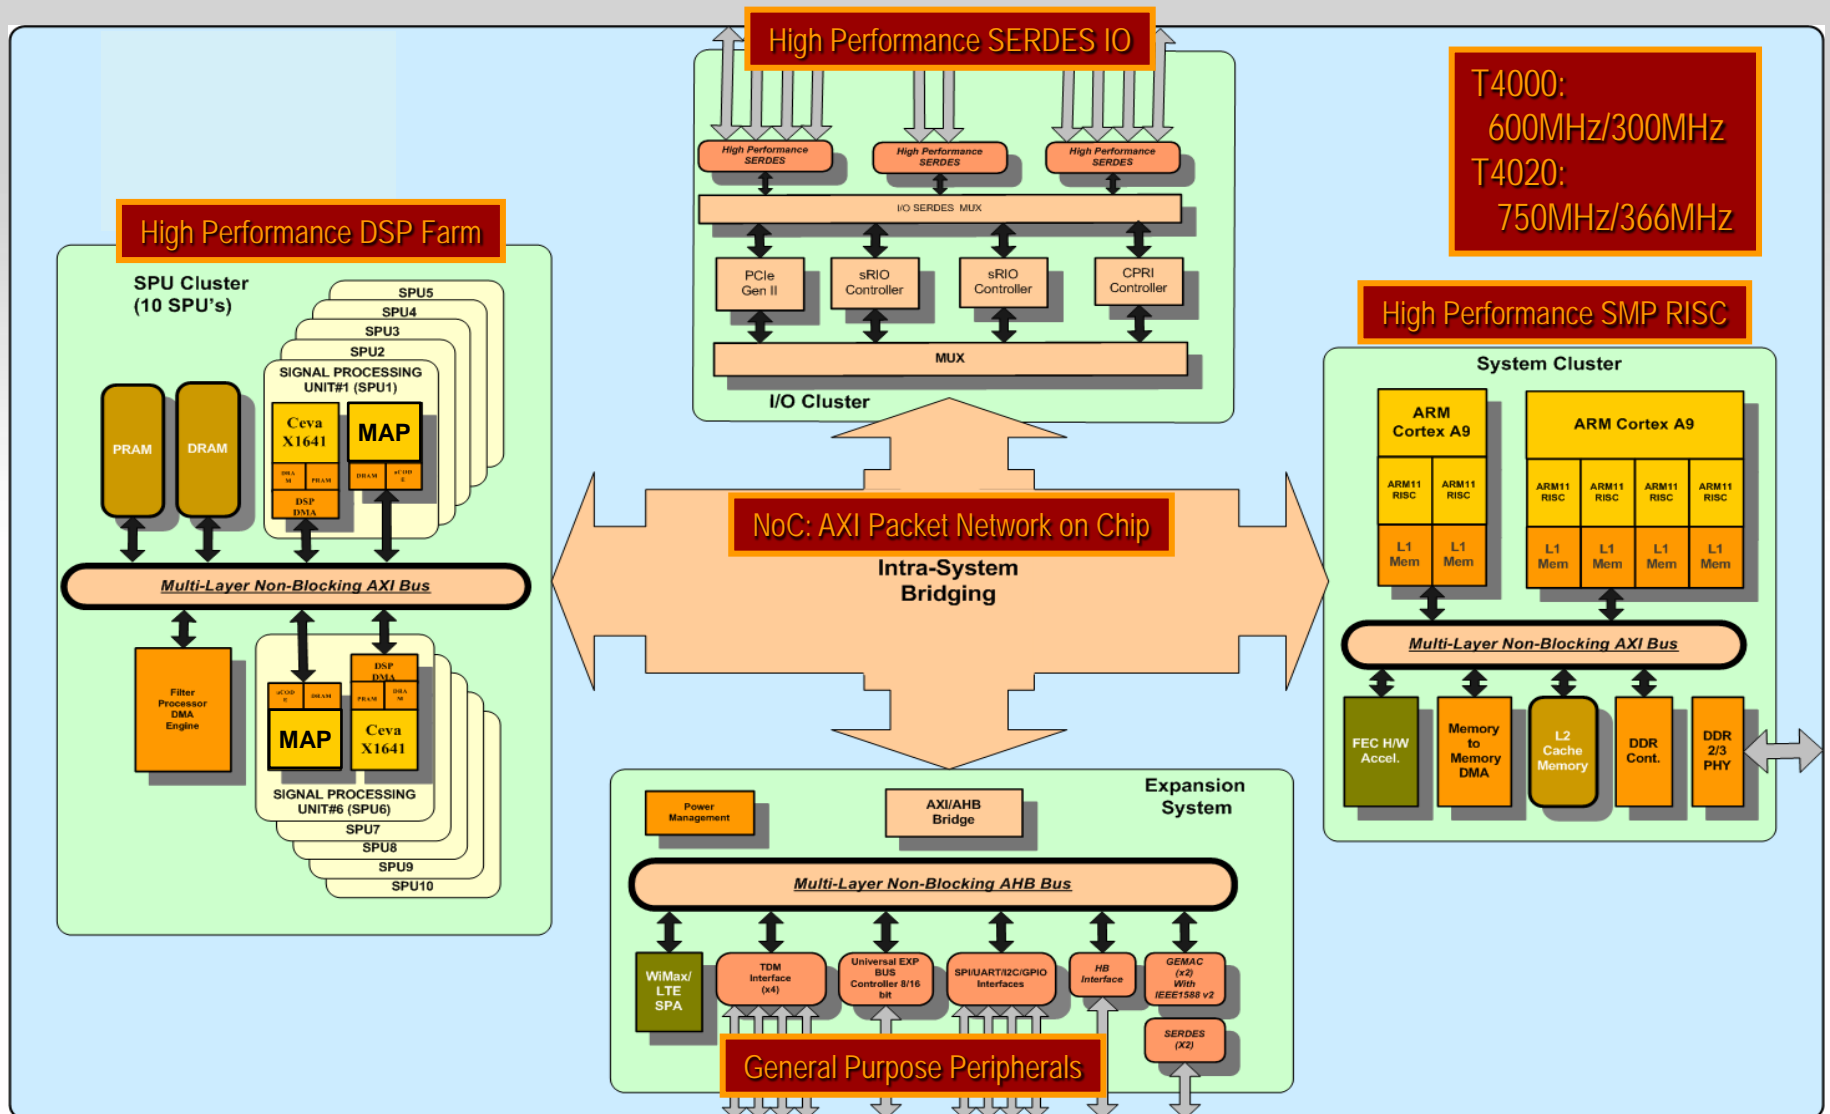 High Performance SERDES IO
T4000:
600MHz/300MHz
T4020:
750MHz/366MHz
High Performance
SERDES
High Performance
SERDES
High Performance
SERDES
I/O SERDES MUX
PCIe
Gen II
sRIO
Controller
sRIO
Controller
CPRI
Controller
MUX
I/O Cluster
High Performance DSP Farm
SPU Cluster
(10 SPU's)
SPU5
SPU4
SPU3
SPU2
SIGNAL PROCESSING
UNIT#1 (SPU1)
PRAM
DRAM
Ceva
X1641
MAP
DRA
M
PRAM
DRAM
uCOD
E
DSP
DMA
Multi-Layer Non-Blocking AXI Bus
Filter
Processor
DMA
Engine
uCOD
E
DRAM
MAP
DSP
DMA
PRAM
DRA
M
Ceva
X1641
SIGNAL PROCESSING
UNIT#6 (SPU6)
SPU7
SPU8
SPU9
SPU10
NoC: AXI Packet Network on Chip
Intra-System
Bridging
High Performance SMP RISC
System Cluster
ARM
Cortex A9
ARM Cortex A9
ARM11
RISC
ARM11
RISC
ARM11
RISC
ARM11
RISC
ARM11
RISC
ARM11
RISC
L1
Mem
L1
Mem
L1
Mem
L1
Mem
L1
Mem
L1
Mem
Multi-Layer Non-Blocking AXI Bus
FEC H/W
Accel.
Memory
to
Memory
DMA
L2
Cache
Memory
DDR
Cont.
DDR
2/3
PHY
Expansion
System
Power
Management
AXI/AHB
Bridge
Multi-Layer Non-Blocking AHB Bus
WiMax/
LTE
SPA
TDM
Interface
(x4)
Universal EXP
BUS
Controller 8/16
bit
SPI/UART/I2C/GPIO
Interfaces
HB
Interface
GEMAC
(x2)
With
IEEE1588 v2
SERDES
(X2)
General Purpose Peripherals